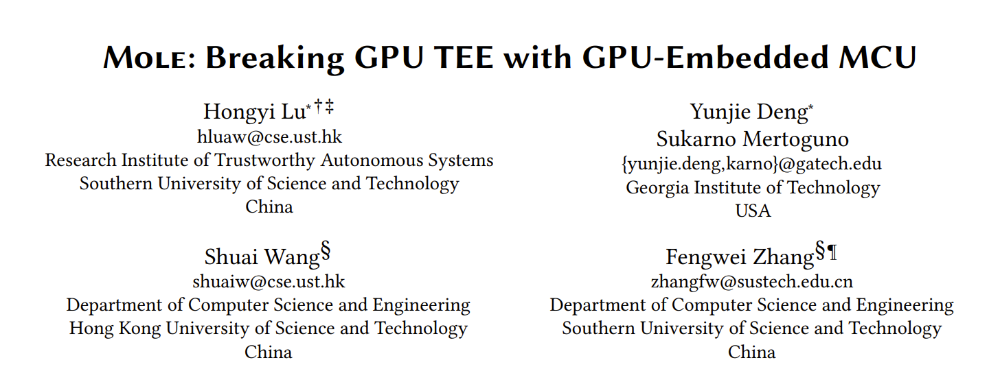 MOLE: Breaking GPU TEE with GPU-Embedded MCU
Hongyi Lu*†‡
hluaw@cse.ust.hk
Research Institute of Trustworthy Autonomous Systems
Southern University of Science and Technology
China
Yunjie Deng*
Sukarno Mertoguno
{yunjie.deng,karno}@gatech.edu
Georgia Institute of Technology
USA
Shuai Wang§
shuaiw@cse.ust.hk
Department of Computer Science and Engineering
Hong Kong University of Science and Technology
China
Fengwei Zhang§¶
zhangfw@sustech.edu.cn
Department of Computer Science and Engineering
Southern University of Science and Technology
China